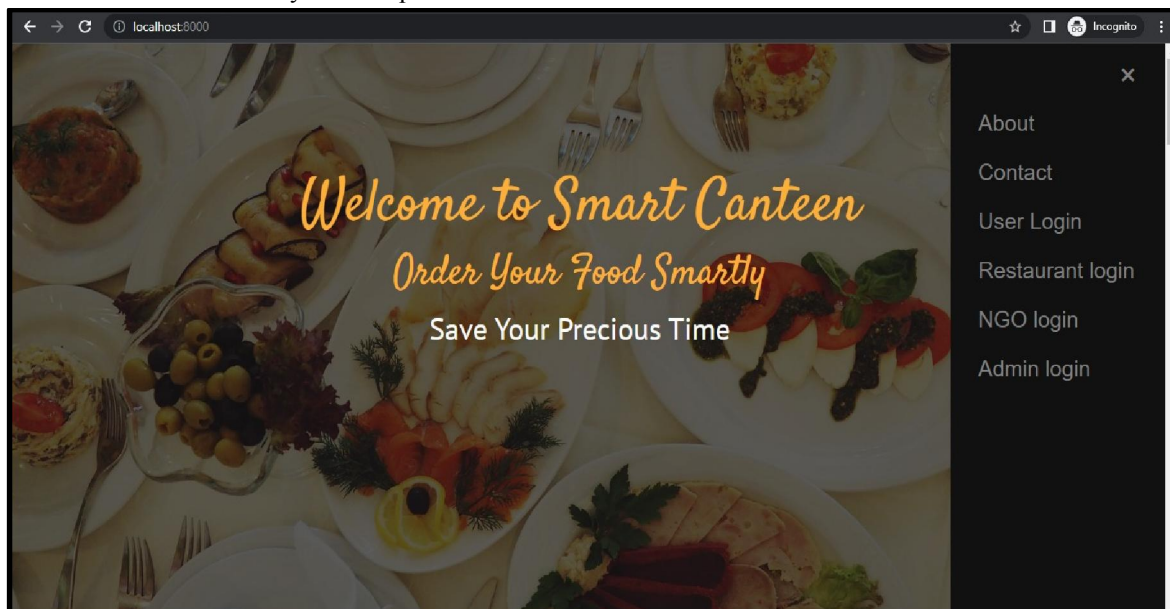 localhost:8000
Incognito
×
About
Contact
User Login
Restaurant login
NGO login
Admin login
Welcome to Smart Canteen
Order Your Food Smartly
Save Your Precious Time